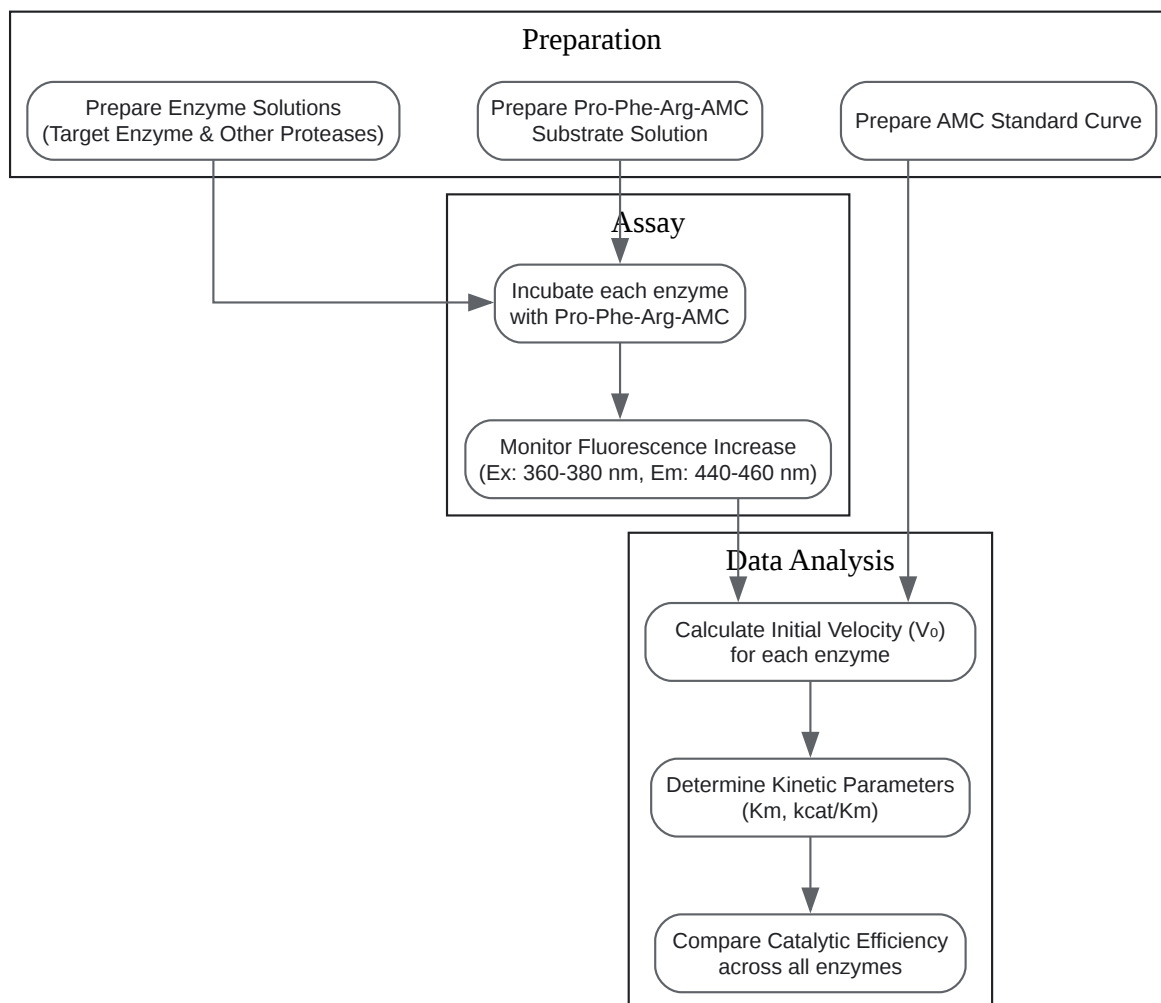 Preparation
Prepare Enzyme Solutions
(Target Enzyme & Other Proteases)
Prepare Pro-Phe-Arg-AMC
Substrate Solution
Prepare AMC Standard Curve
Assay
Incubate each enzyme
with Pro-Phe-Arg-AMC
Monitor Fluorescence Increase
(Ex: 360-380 nm, Em: 440-460 nm)
Data Analysis
Calculate Initial Velocity (V₀)
for each enzyme
Determine Kinetic Parameters
(Km, kcat/Km)
Compare Catalytic Efficiency
across all enzymes